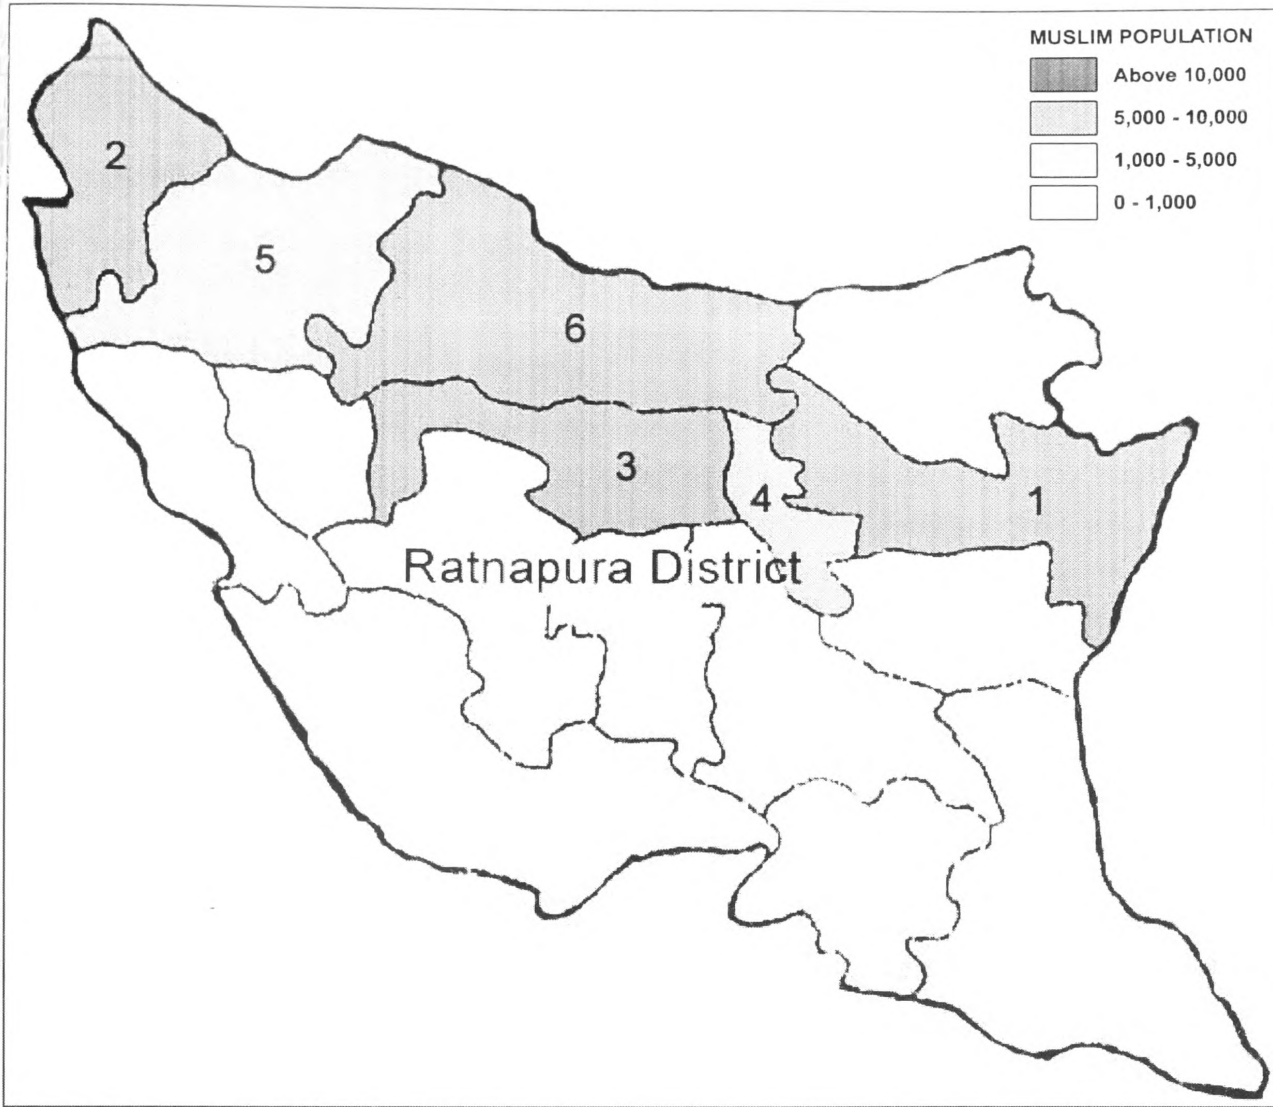 MUSLIM POPULATION
Above 10,000
5,000 - 10,000
1,000 - 5,000
0 - 1,000
2
5
6
3
4
1
Ratnapura District